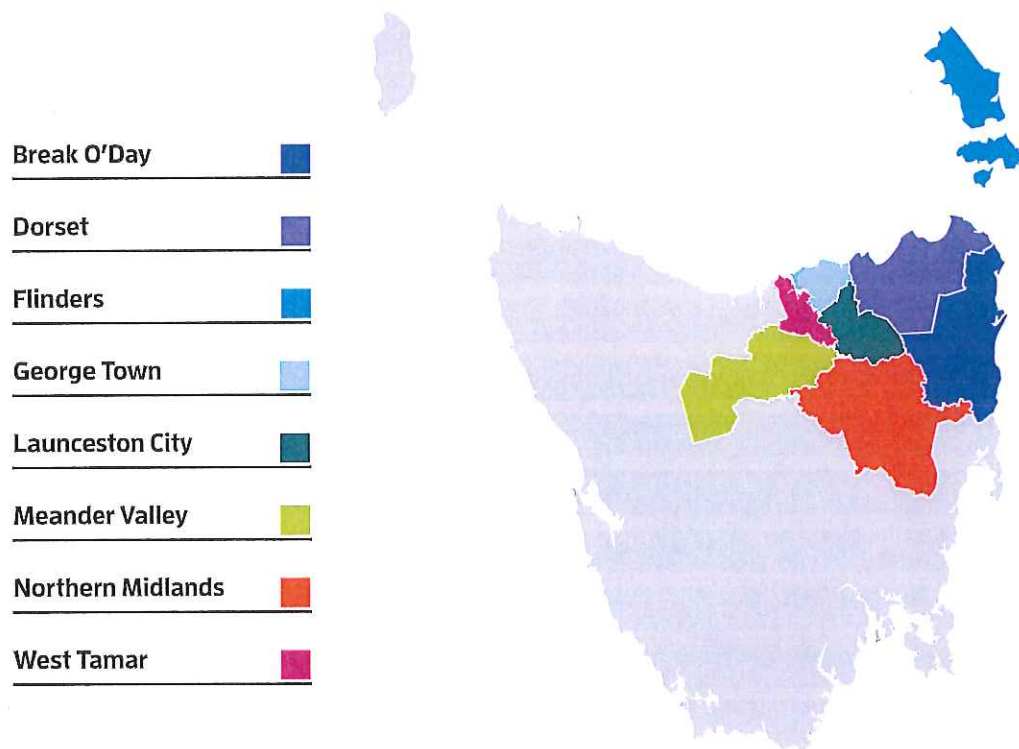 Break O'Day
Dorset
Flinders
George Town
Launceston City
Meander Valley
Northern Midlands
West Tamar